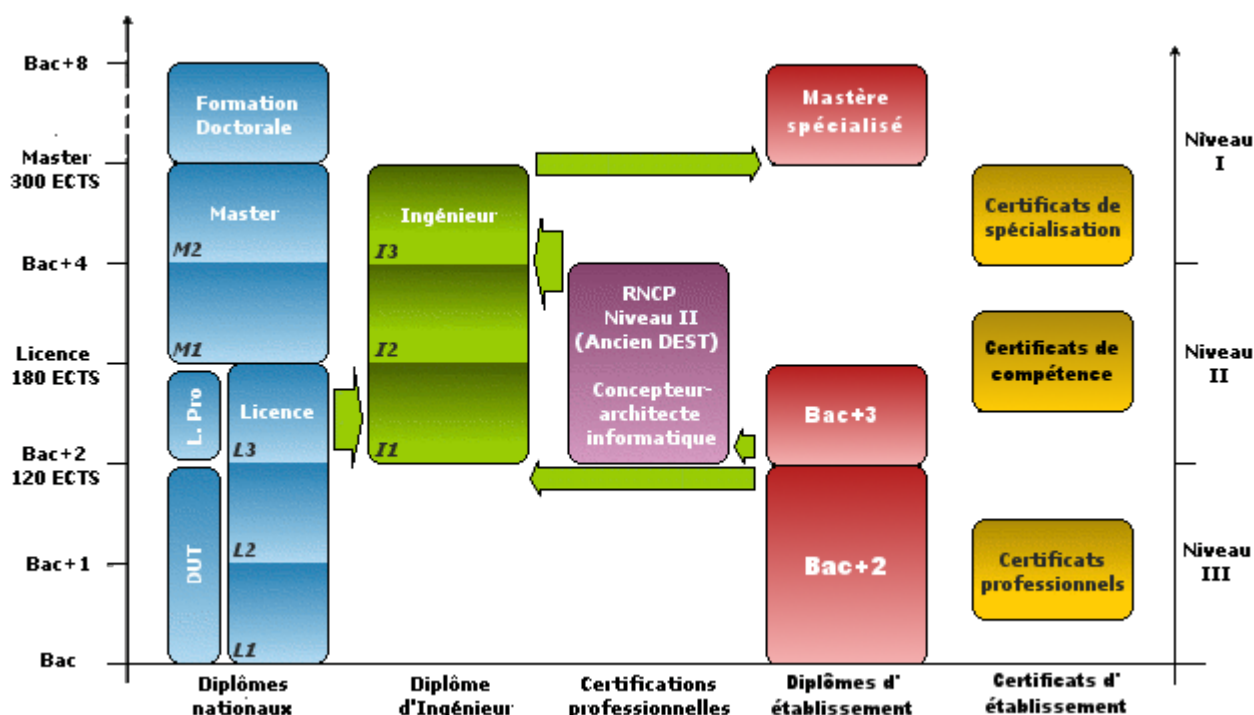 Bac+8
Master
300 ECTS
Bac+4
Licence
180 ECTS
Bac+2
120 ECTS
Bac+1
Bac
Formation
Doctorale
Master
M2
M1
L. Pro
Licence
L3
DUT
L2
L1
Diplômes
nationaux
Ingénieur
I3
I2
I1
Diplôme
d'Ingénieur
RNCP
Niveau II
(Ancien DEST)
Concepteur-
architecte
informatique
Certifications
professionnelles
Mastère
spécialisé
Bac+3
Bac+2
Diplômes d'
établissement
Certificats de
spécialisation
Certificats de
compétence
Certificats
professionnels
Certificats d'
établissement
Niveau
I
Niveau
II
Niveau
III